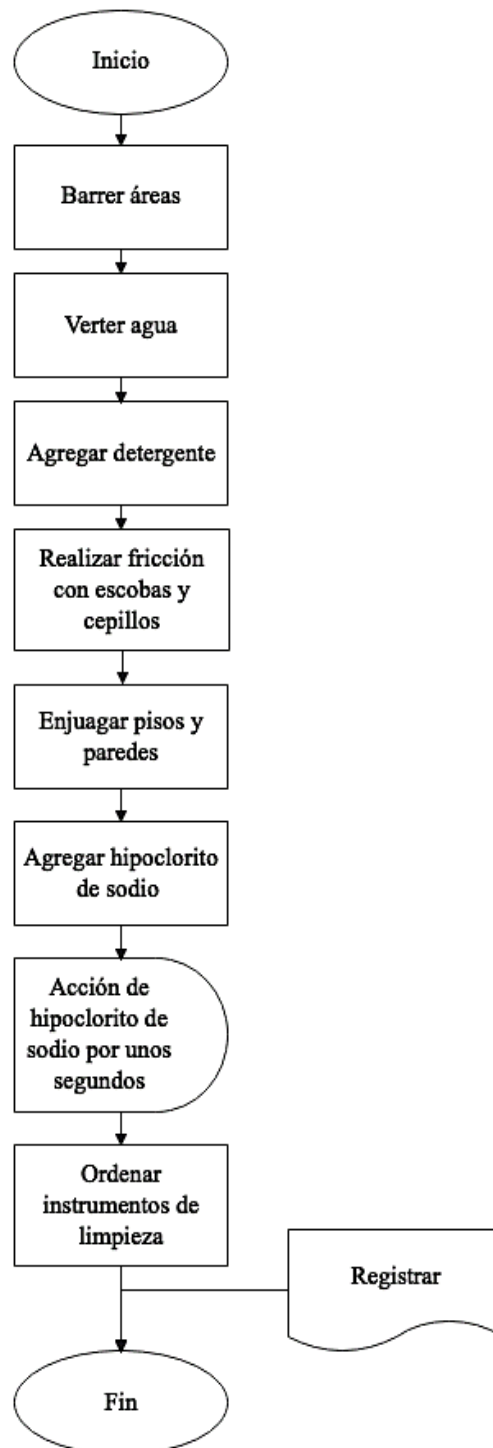 Inicio
Barrer áreas
Verter agua
Agregar detergente
Realizar fricción
con escobas y
cepillos
Enjuagar pisos y
paredes
Agregar hipoclorito
de sodio
Acción de
hipoclorito de
sodio por unos
segundos
Ordenar
instrumentos de
limpieza
Registrar
Fin